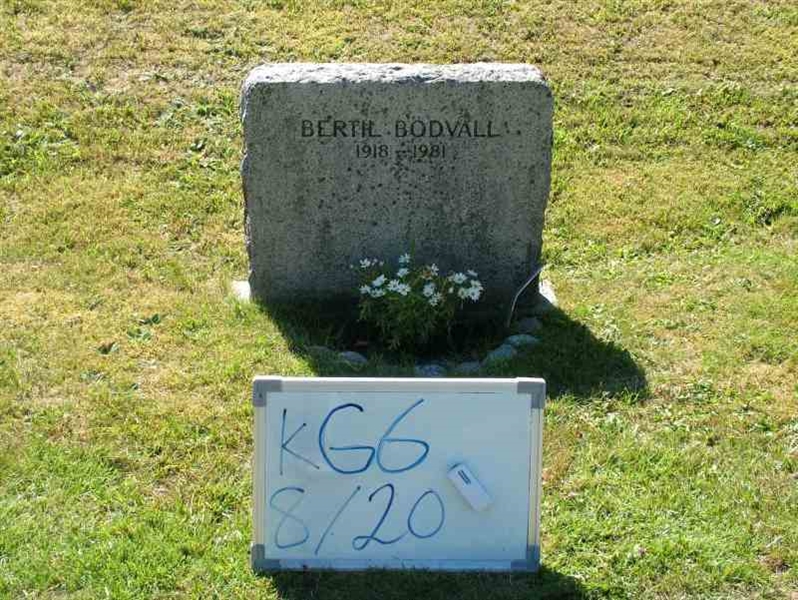 BERTIL BODVALL
1918 - 1981
KG6
8/20